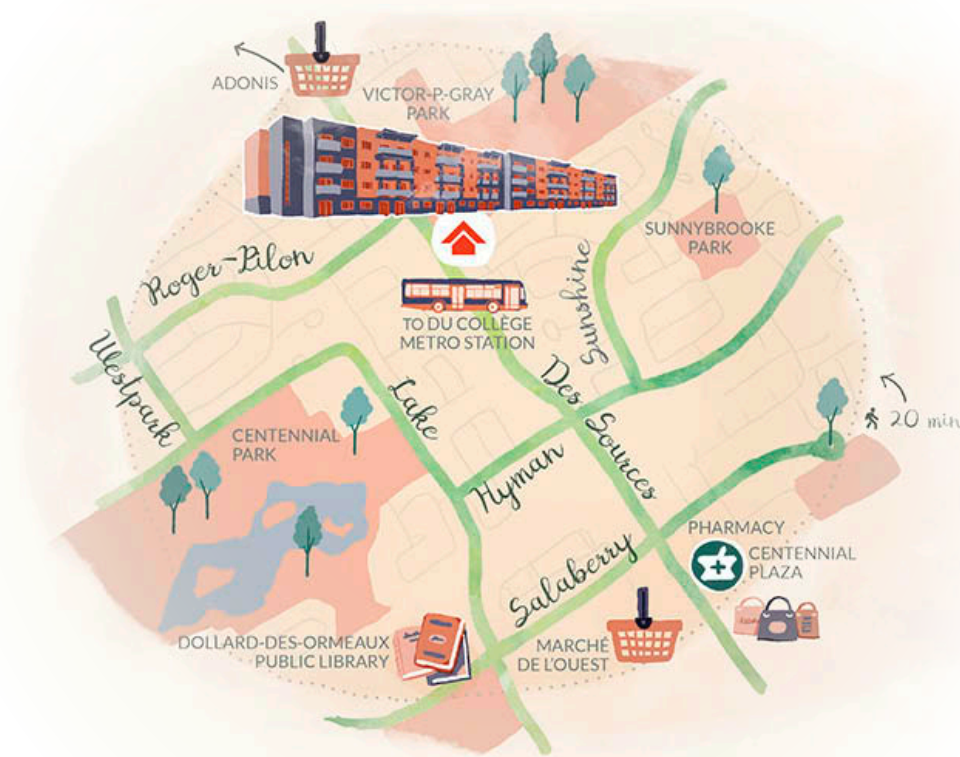 ADONIS
VICTOR-P.-GRAY
PARK
SUNNYBROOKE
PARK
Roger-Pilon
Sunshine
TO DU COLLÈGE
METRO STATION
Westpark
Lake
Des Sources
20 min
CENTENNIAL
PARK
Hyman
PHARMACY
CENTENNIAL
PLAZA
Salaberry
DOLLARD-DES-ORMEAUX
PUBLIC LIBRARY
MARCHÉ
DE L'OUEST